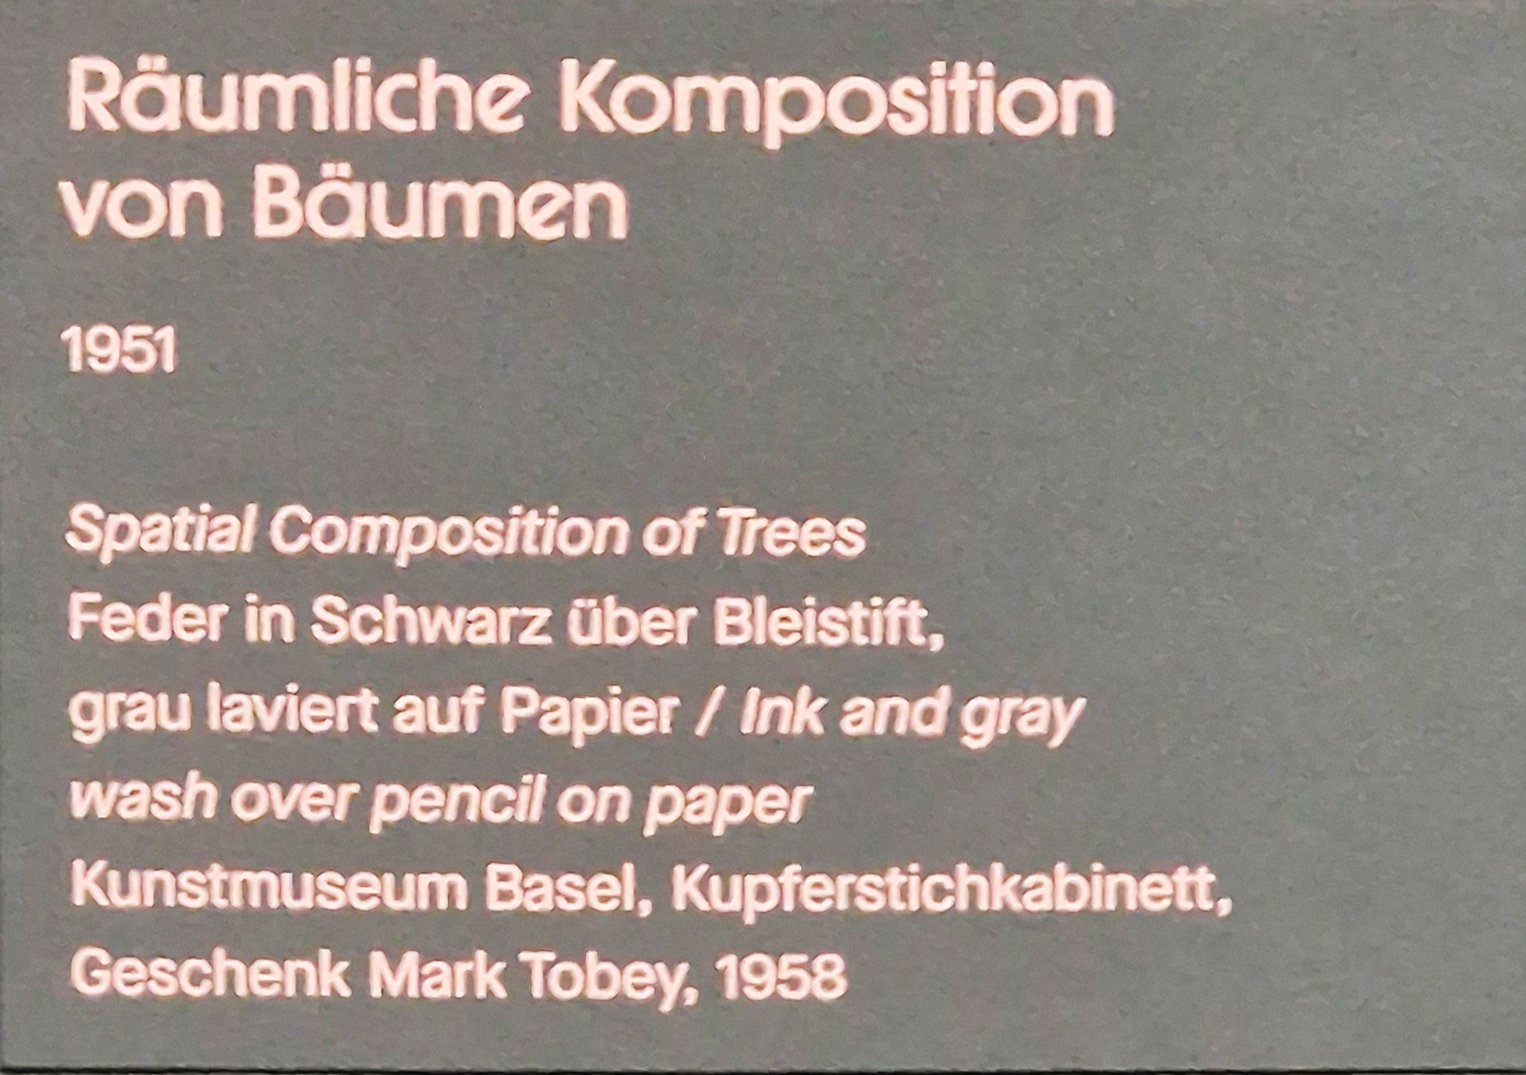 Räumliche Komposition
von Bäumen
1951
Spatial Composition of Trees
Feder in Schwarz über Bleistift,
grau laviert auf Papier / Ink and gray
wash over pencil on paper
Kunstmuseum Basel, Kupferstichkabinett,
Geschenk Mark Tobey, 1958